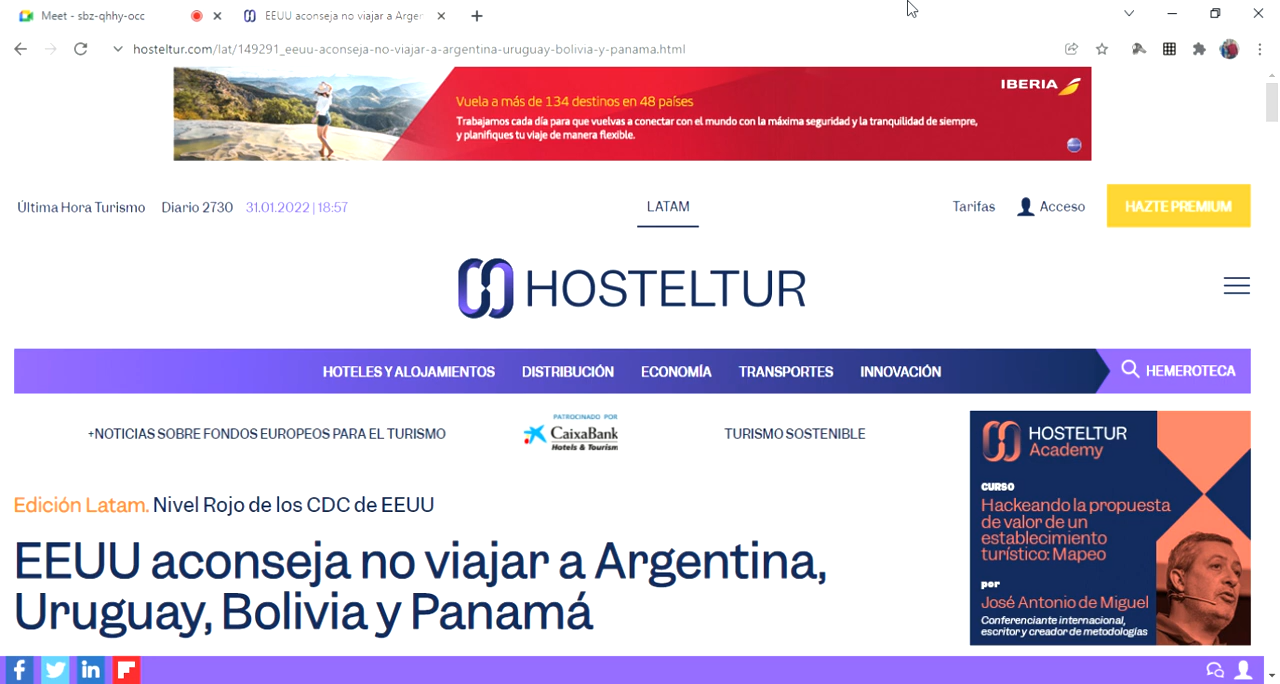 Meet - sbz-qhhy-occ
EEUU aconseja no viajar a Arger
hosteltur.com/lat/149291_eeuu-aconseja-no-viajar-a-argentina-uruguay-bolivia-y-panama.html
Vuela a más de 134 destinos en 48 países
Trabajamos cada día para que vuelvas a conectar con el mundo con la máxima seguridad y la tranquilidad de siempre,
y planifiques tu viaje de manera flexible.
IBERIA
Última Hora Turismo Diario 2730 31.01.2022 | 18:57
LATAM
Tarifas Acceso HAZTE PREMIUM
HOSTELTUR
HOTELES Y ALOJAMIENTOS DISTRIBUCIÓN ECONOMÍA TRANSPORTES INNOVACIÓN HEMEROTECA
+NOTICIAS SOBRE FONDOS EUROPEOS PARA EL TURISMO
PATROCINADO POR
CaixaBank
Hotels & Tourism
TURISMO SOSTENIBLE
Edición Latam. Nivel Rojo de los CDC de EEUU
EEUU aconseja no viajar a Argentina,
Uruguay, Bolivia y Panamá
HOSTELTUR
Academy
CURSO
Hackeando la propuesta
de valor de un
establecimiento
turístico: Mapeo
por
José Antonio de Miguel
Conferenciante internacional,
escritor y creador de metodologías